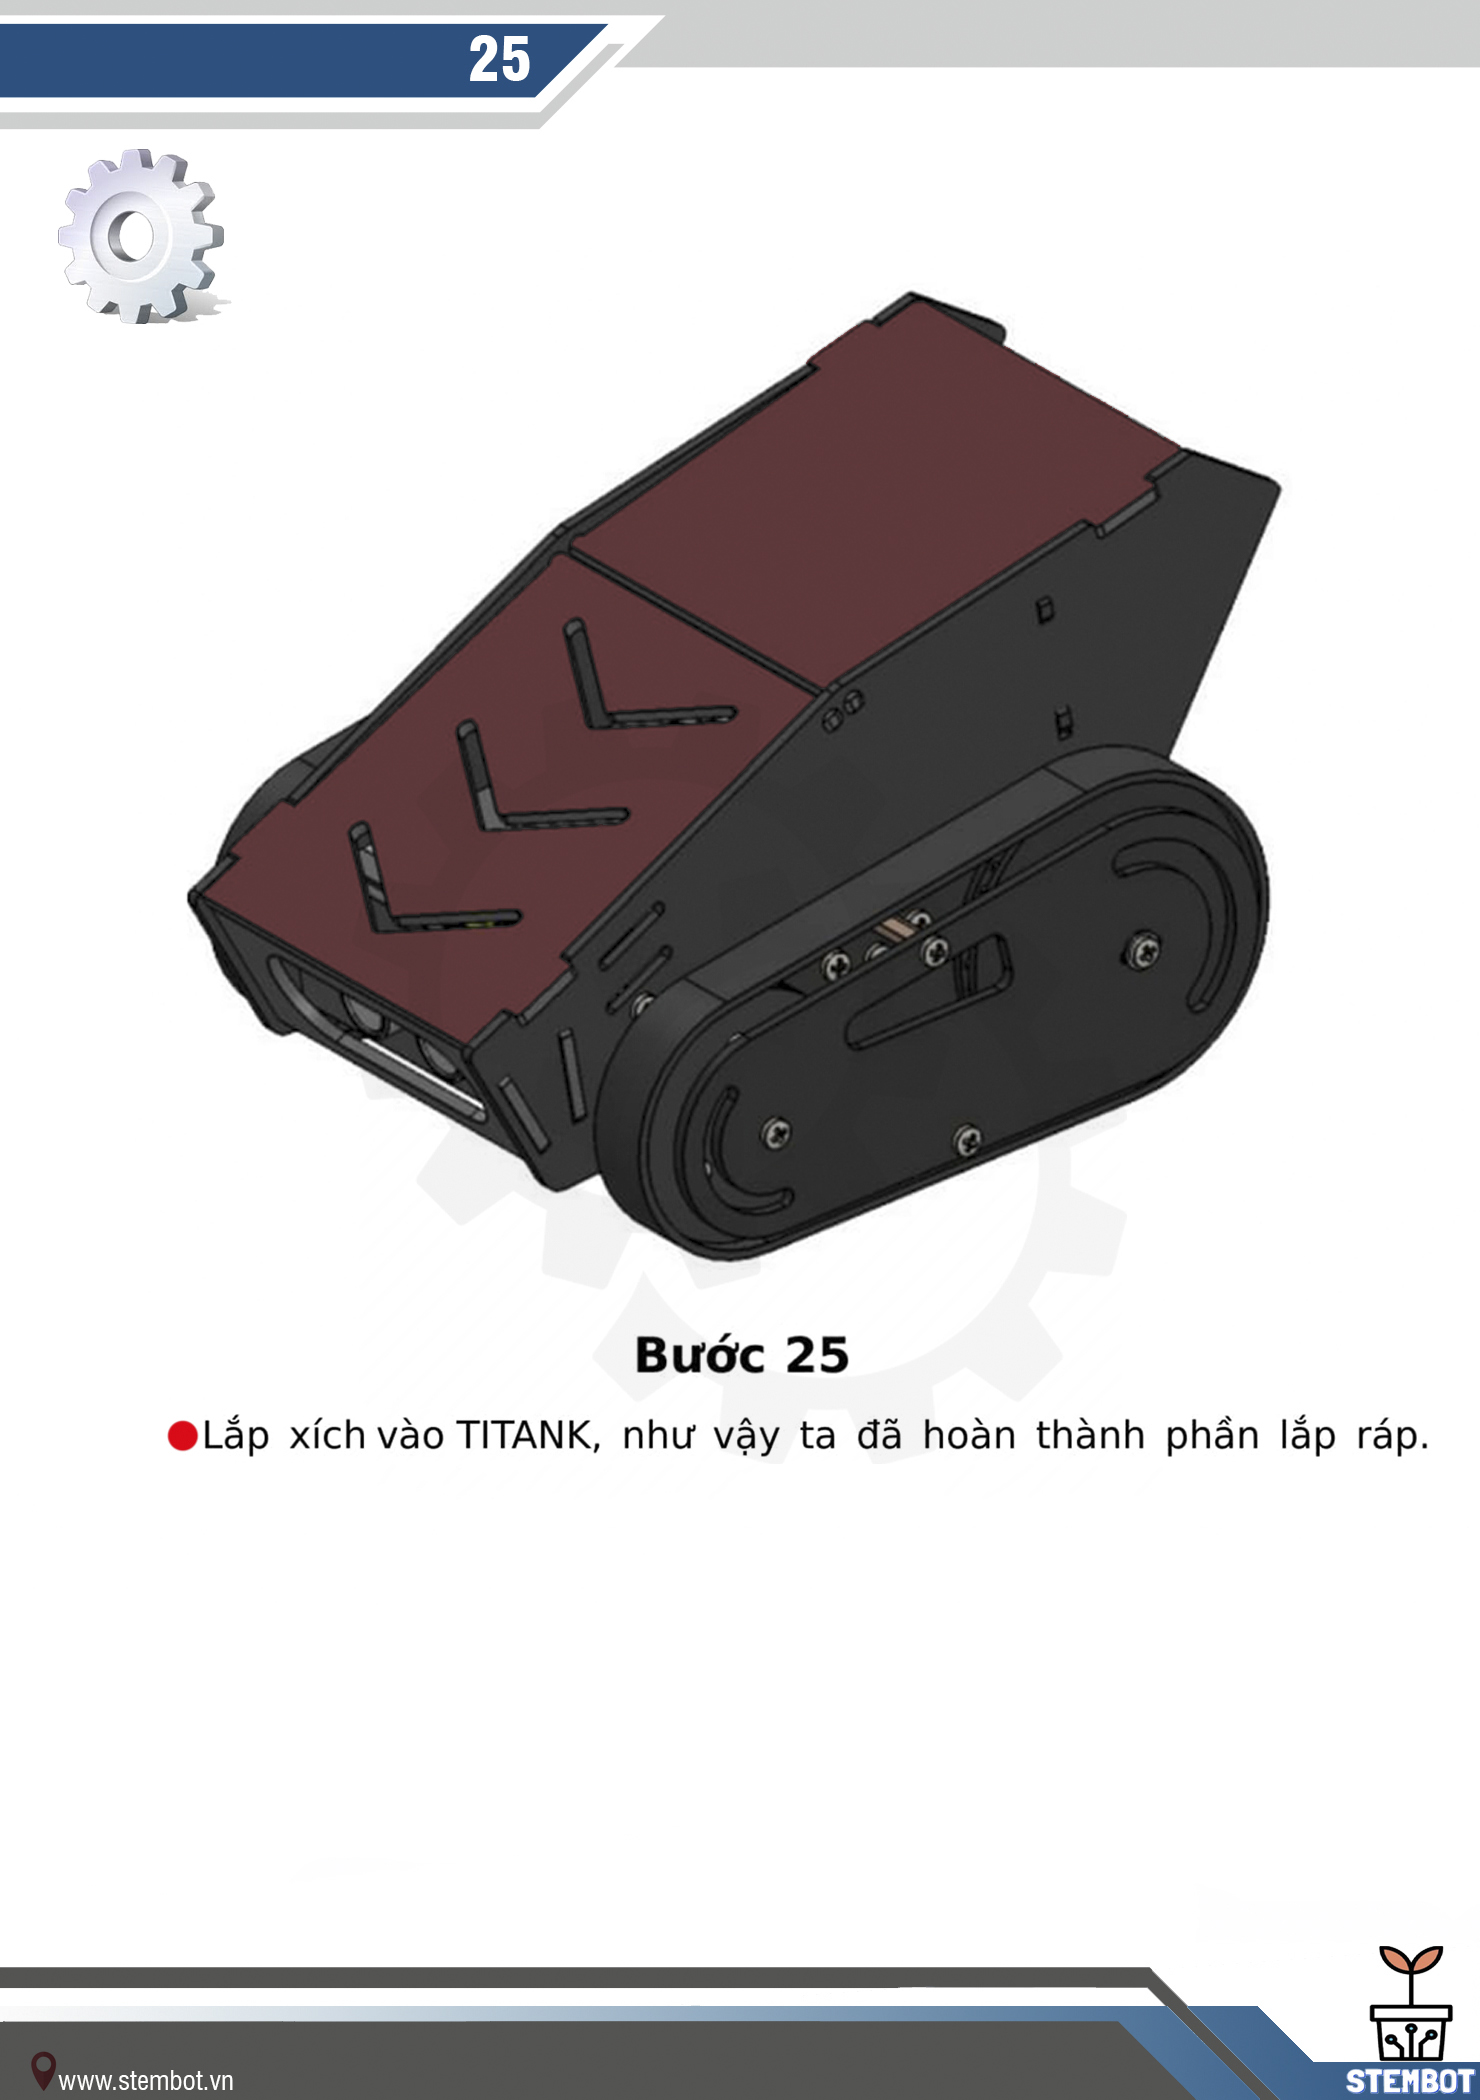 25
Bước 25
Lắp xích vào TITANK, như vậy ta đã hoàn thành phần lắp ráp.
www.stembot.vn
STEMBOT